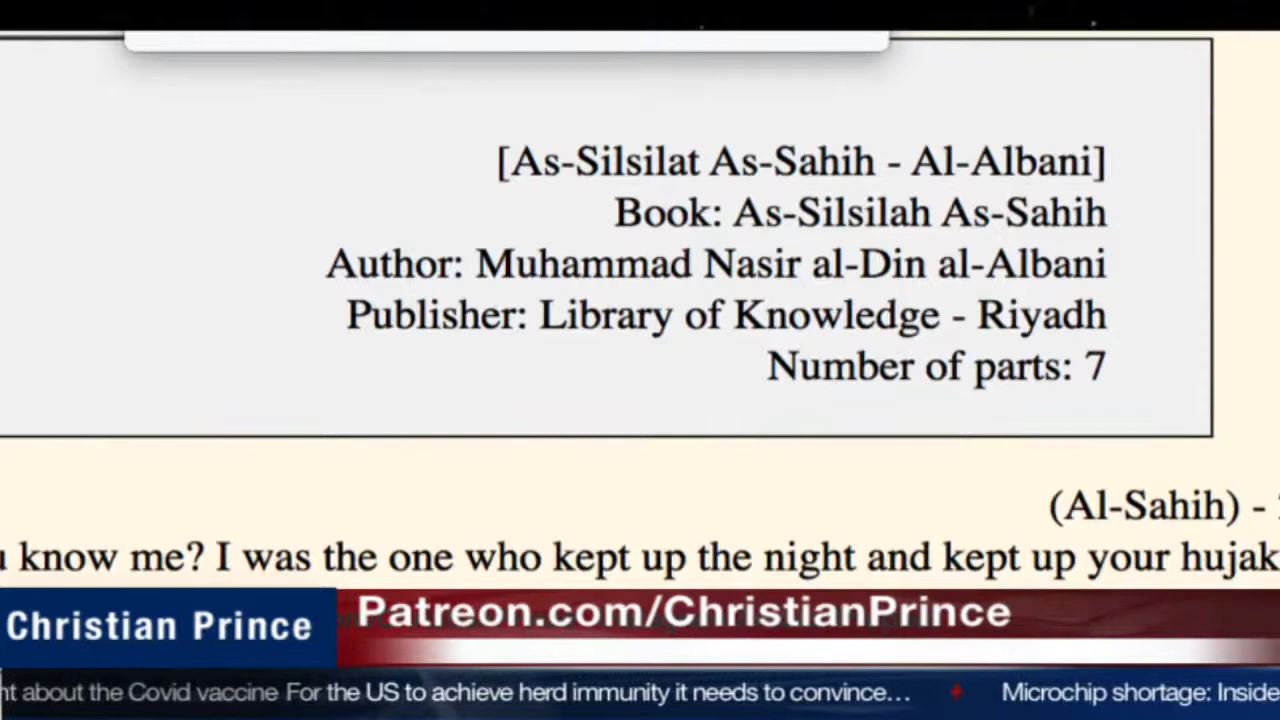 [As-Silsilat As-Sahih - Al-Albani]
Book: As-Silsilah As-Sahih
Author: Muhammad Nasir al-Din al-Albani
Publisher: Library of Knowledge - Riyadh
Number of parts: 7
(Al-Sahih) -
know me? I was the one who kept up the night and kept up your hujak
Christian Prince
Patreon.com/ChristianPrince
about the Covid vaccine For the US to achieve herd immunity it needs to convince... Microchip shortage: Inside